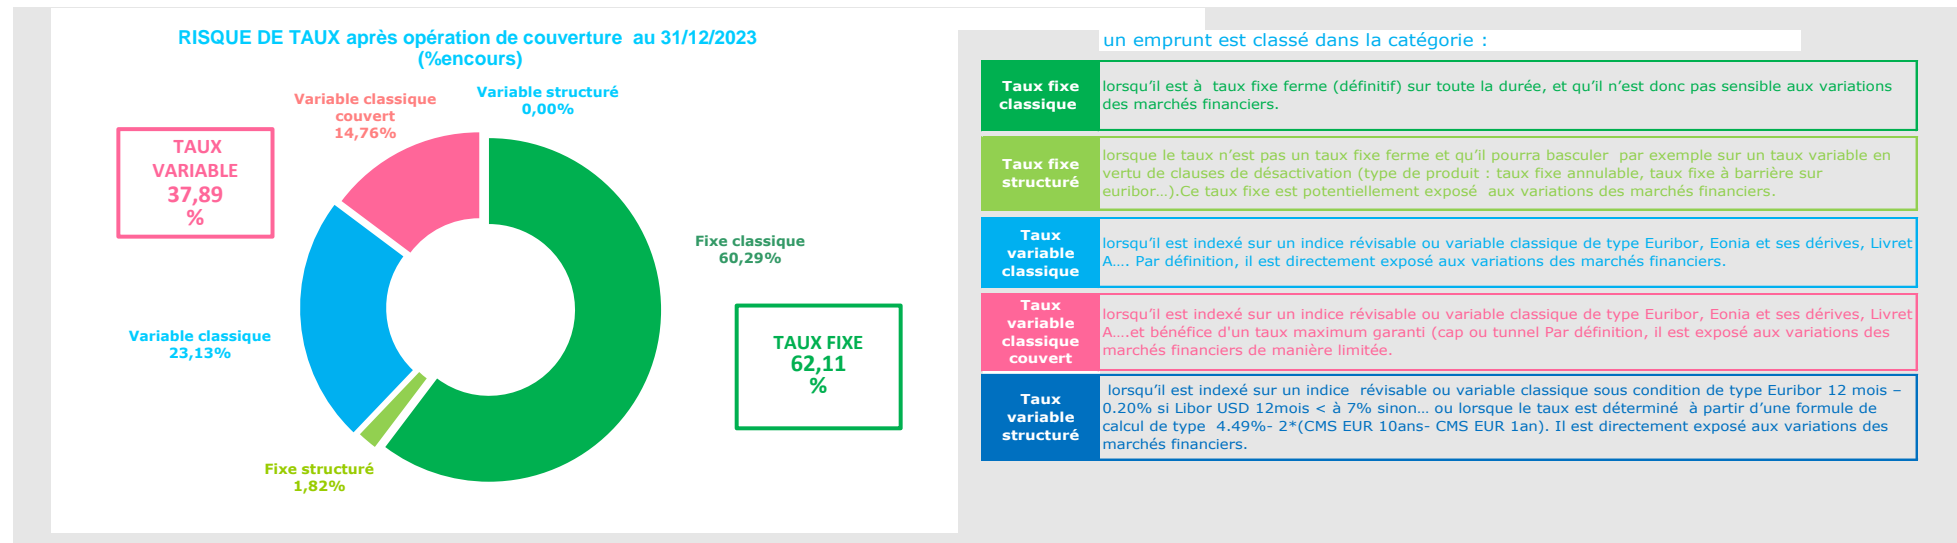 RISQUE DE TAUX après opération de couverture au 31/12/2023
(%encours)
Variable structuré
0,00%
Variable classique
couvert
14,76%
TAUX
VARIABLE
37,89
%
Fixe classique
60,29%
Variable classique
23,13%
TAUX FIXE
62,11
%
Fixe structuré
1,82%
un emprunt est classé dans la catégorie :
Taux fixe
classique
lorsqu'il est à taux fixe ferme (définitif) sur toute la durée, et qu'il n'est donc pas sensible aux variations
des marchés financiers.
Taux fixe
structuré
lorsque le taux n'est pas un taux fixe ferme et qu'il pourra basculer par exemple sur un taux variable en
vertu de clauses de désactivation (type de produit : taux fixe annulable, taux fixe à barrière sur
euribor…).Ce taux fixe est potentiellement exposé aux variations des marchés financiers.
Taux
variable
classique
lorsqu'il est indexé sur un indice révisable ou variable classique de type Euribor, Eonia et ses dérives, Livret
A…. Par définition, il est directement exposé aux variations des marchés financiers.
Taux
variable
classique
couvert
lorsqu'il est indexé sur un indice révisable ou variable classique de type Euribor, Eonia et ses dérives, Livret
A….et bénéfice d'un taux maximum garanti (cap ou tunnel Par définition, il est exposé aux variations des
marchés financiers de manière limitée.
Taux
variable
structuré
lorsqu'il est indexé sur un indice révisable ou variable classique sous condition de type Euribor 12 mois –
0.20% si Libor USD 12mois < à 7% sinon… ou lorsque le taux est déterminé à partir d'une formule de
calcul de type 4.49%- 2*(CMS EUR 10ans- CMS EUR 1an). Il est directement exposé aux variations des
marchés financiers.